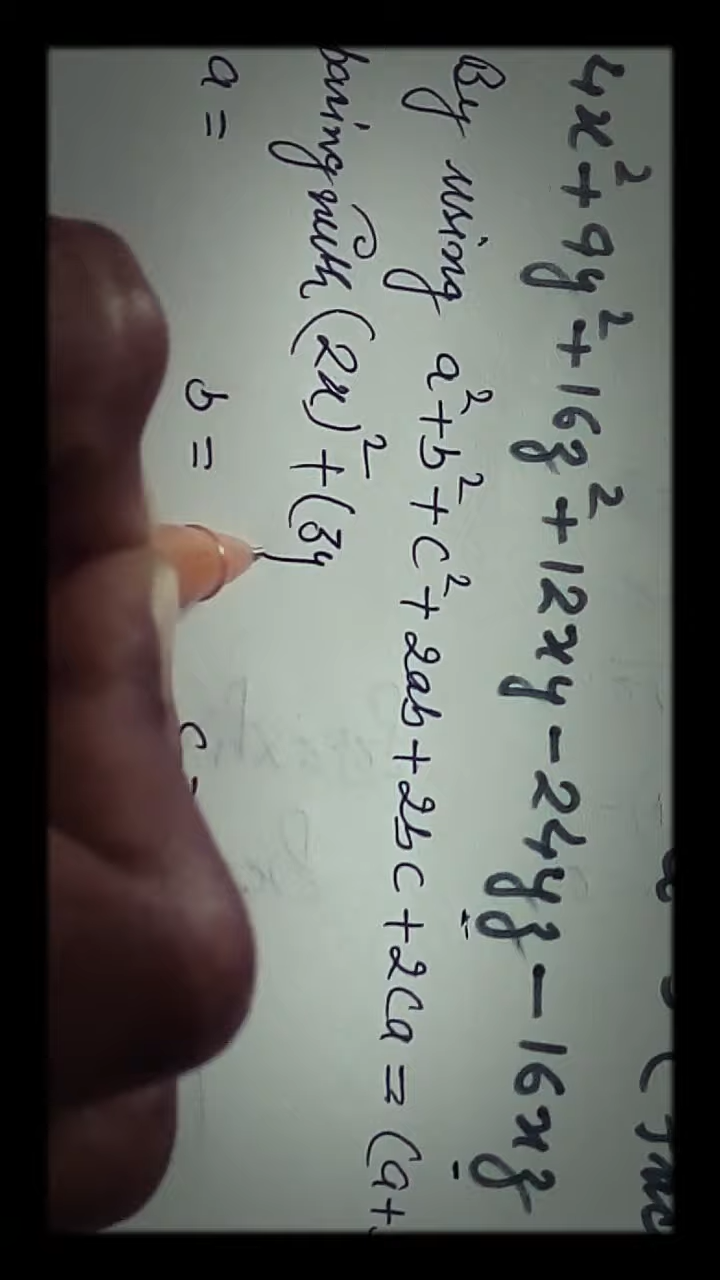 4x² + 9y² + 16z² + 12xy - 24yz - 16xz
By using a² + b² + c² + 2ab + 2bc + 2ca = (a+
paring with (2x)² + (3y
a = b = c =